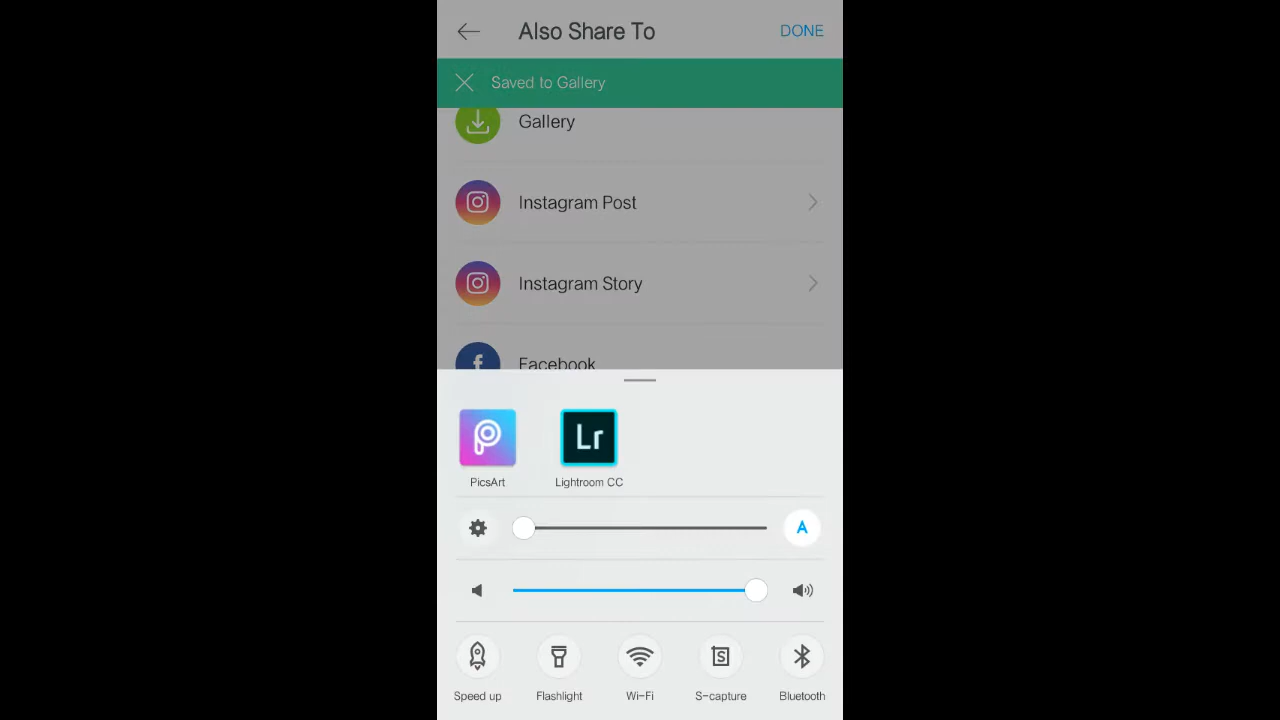 Also Share To
DONE
Saved to Gallery
Gallery
Instagram Post
Instagram Story
Facebook
Lr
PicsArt
Lightroom CC
A
Speed up
Flashlight
Wi-Fi
S-capture
Bluetooth